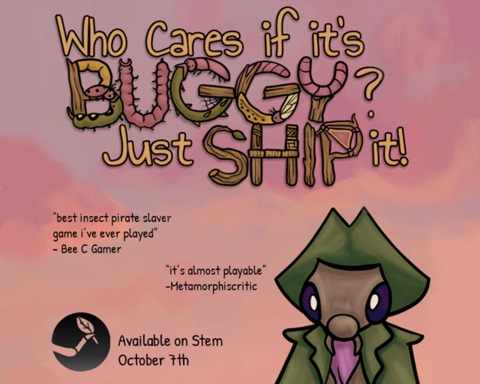 Who Cares if it's
BUGGY?
Just SHIP it!
"best insect pirate slaver
game i've ever played"
- Bee C Gamer
"it's almost playable"
-Metamorphiscritic
Available on Stem
October 7th